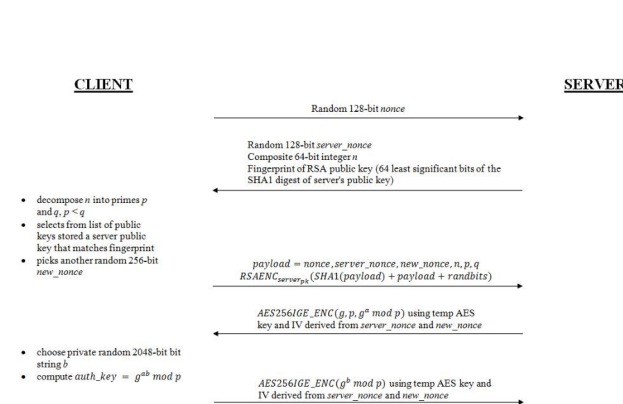 CLIENT
SERVER
Random 128-bit nonce
Random 128-bit server_nonce
Composite 64-bit integer n
Fingerprint of RSA public key (64 least significant bits of the
SHA1 digest of server's public key)
• decompose n into primes p
and q, p < q
• selects from list of public
keys stored a server public
key that matches fingerprint
• picks another random 256-bit
new_nonce
payload = nonce, server_nonce, new_nonce, n, p, q
RSAENC_server_pk(SHA1(payload) + payload + randbits)
AES256IGE_ENC(g, p, g^a mod p) using temp AES
key and IV derived from server_nonce and new_nonce
• choose private random 2048-bit bit
string b
• compute auth_key = g^ab mod p
AES256IGE_ENC(g^b mod p) using temp AES key and
IV derived from server_nonce and new_nonce